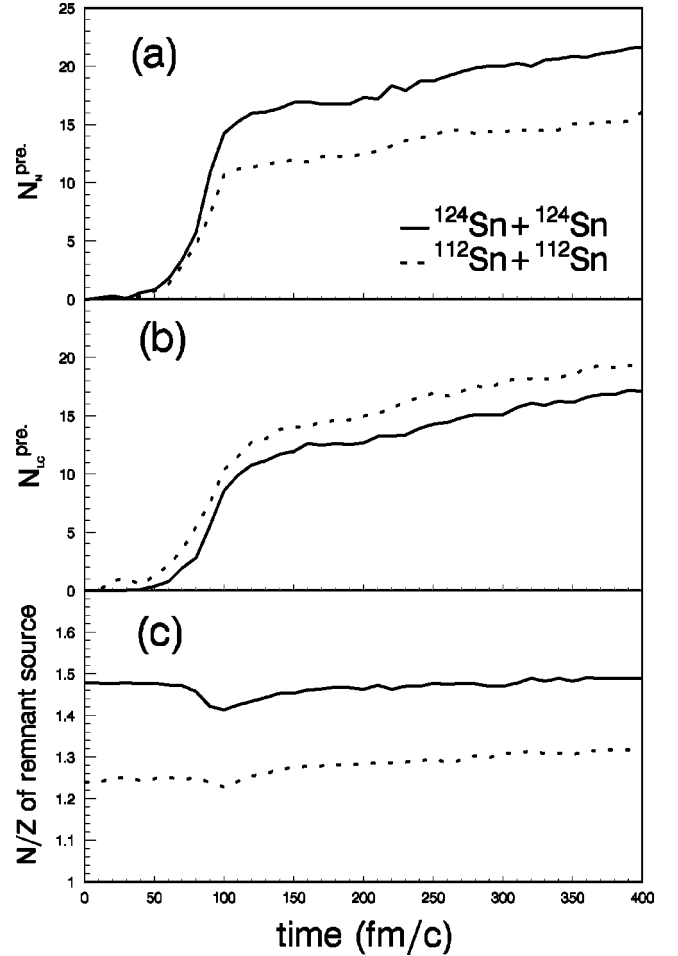 25
(a)
20
15
N_N^pre.
10
¹²⁴Sn + ¹²⁴Sn
¹¹²Sn + ¹¹²Sn
5
0
(b)
20
15
N_LC^pre.
10
5
0
1.6
(c)
1.5
1.4
N/Z of remnant source
1.3
1.2
1.1
1
0 50 100 150 200 250 300 350 400
time (fm/c)